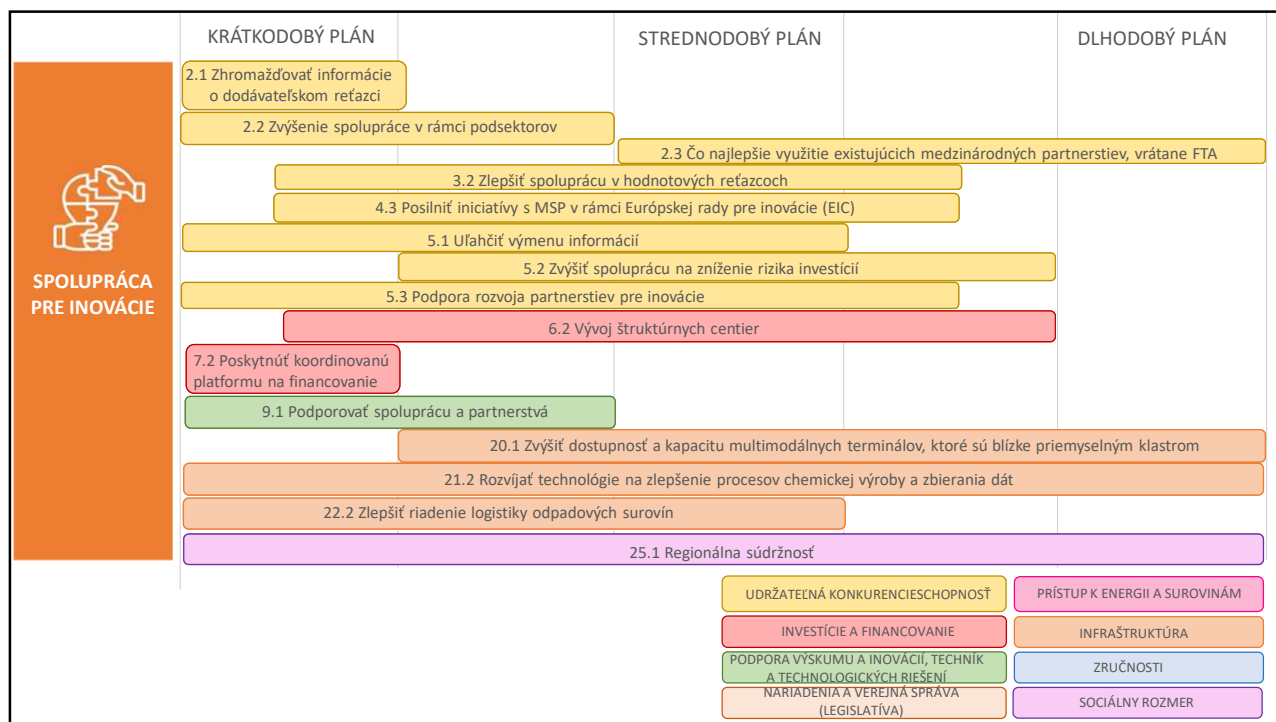 KRÁTKODOBÝ PLÁN
STREDNODOBÝ PLÁN
DLHODOBÝ PLÁN
SPOLUPRÁCA
PRE INOVÁCIE
2.1 Zhromažďovať informácie
o dodávateľskom reťazci
2.2 Zvýšenie spolupráce v rámci podsektorov
2.3 Čo najlepšie využitie existujúcich medzinárodných partnerstiev, vrátane FTA
3.2 Zlepšiť spoluprácu v hodnotových reťazcoch
4.3 Posilniť iniciatívy s MSP v rámci Európskej rady pre inovácie (EIC)
5.1 Uľahčiť výmenu informácií
5.2 Zvýšiť spoluprácu na zníženie rizika investícií
5.3 Podpora rozvoja partnerstiev pre inovácie
6.2 Vývoj štruktúrnych centier
7.2 Poskytnúť koordinovanú
platformu na financovanie
9.1 Podporovať spoluprácu a partnerstvá
20.1 Zvýšiť dostupnosť a kapacitu multimodálnych terminálov, ktoré sú blízke priemyselným klastrom
21.2 Rozvíjať technológie na zlepšenie procesov chemickej výroby a zbierania dát
22.2 Zlepšiť riadenie logistiky odpadových surovín
25.1 Regionálna súdržnosť
UDRŽATEĽNÁ KONKURENCIESCHOPNOSŤ
PRÍSTUP K ENERGII A SUROVINÁM
INVESTÍCIE A FINANCOVANIE
INFRAŠTRUKTÚRA
PODPORA VÝSKUMU A INOVÁCIÍ, TECHNÍK
A TECHNOLOGICKÝCH RIEŠENÍ
ZRUČNOSTI
NARIADENIA A VEREJNÁ SPRÁVA
(LEGISLATÍVA)
SOCIÁLNY ROZMER